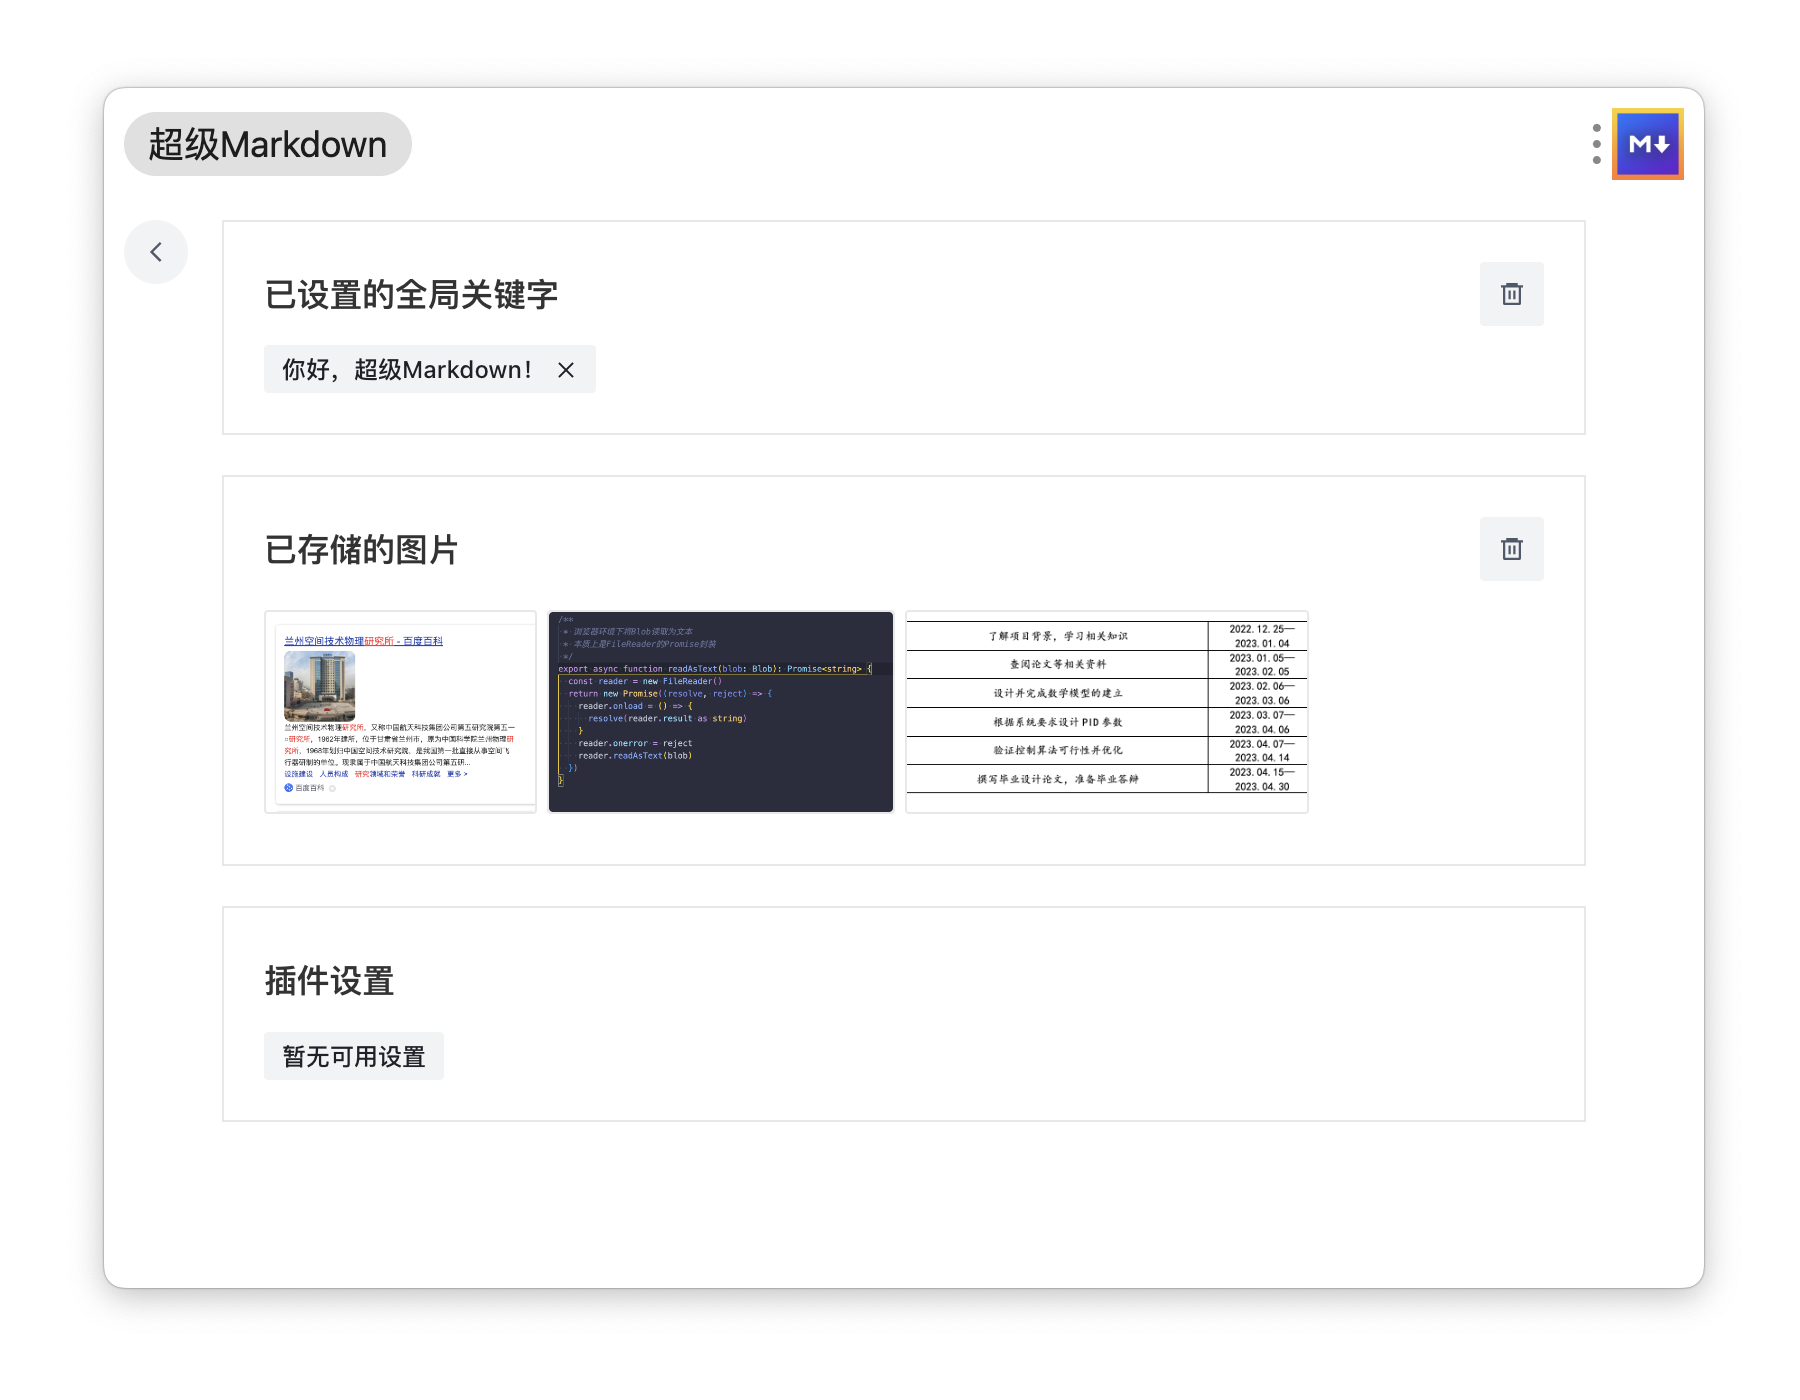 超级Markdown
M
已设置的全局关键字
你好，超级Markdown！
已存储的图片
兰州空间技术物理研究所 - 百度百科
兰州空间技术物理研究所，又称中国航天科技集团公司第五研究院第五一
○研究所，1962年建所，位于甘肃省兰州市，原为中国科学院兰州物理研
究所，1968年划归中国空间技术研究院，是我国第一批直接从事空间飞
行器研制的单位。现隶属于中国航天科技集团公司第五研...
设施建设 人员构成 研究领域和荣誉 科研成就 更多 >
百度百科
/**
* 浏览器环境下将Blob读取为文本
* 本质上是FileReader的Promise封装
*/
export async function readAsText(blob: Blob): Promise<string> {
const reader = new FileReader()
return new Promise((resolve, reject) => {
reader.onload = () => {
resolve(reader.result as string)
}
reader.onerror = reject
reader.readAsText(blob)
})
}
了解项目背景，学习相关知识 2022.12.25—
2023.01.04
查阅论文等相关资料 2023.01.05—
2023.02.05
设计并完成数学模型的建立 2023.02.06—
2023.03.06
根据系统要求设计 PID 参数 2023.03.07—
2023.04.06
验证控制算法可行性并优化 2023.04.07—
2023.04.14
撰写毕业设计论文，准备毕业答辩 2023.04.15—
2023.04.30
插件设置
暂无可用设置